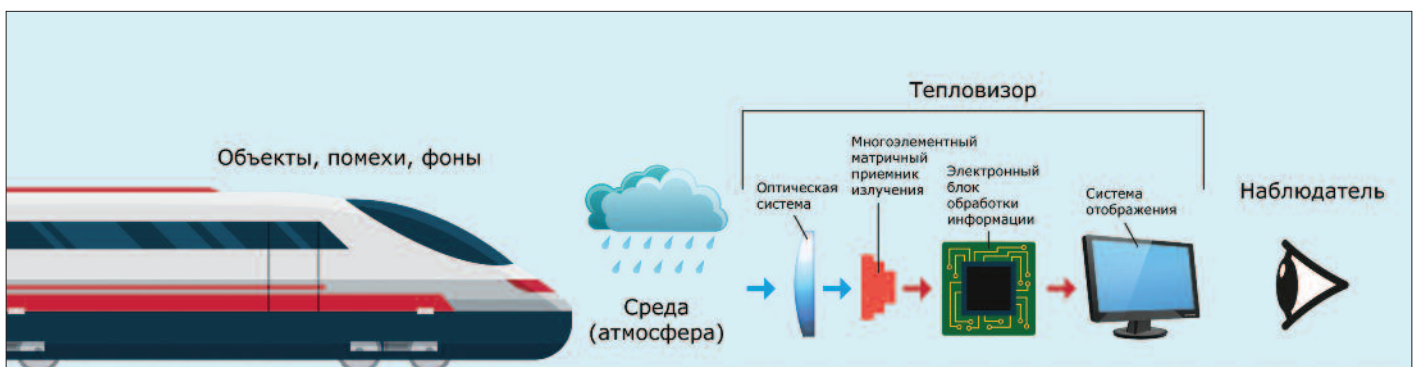 Тепловизор
Объекты, помехи, фоны
Многоэлементный
матричный
приемник
излучения
Оптическая
система
Электронный
блок
обработки
информации
Система
отображения
Наблюдатель
Среда
(атмосфера)